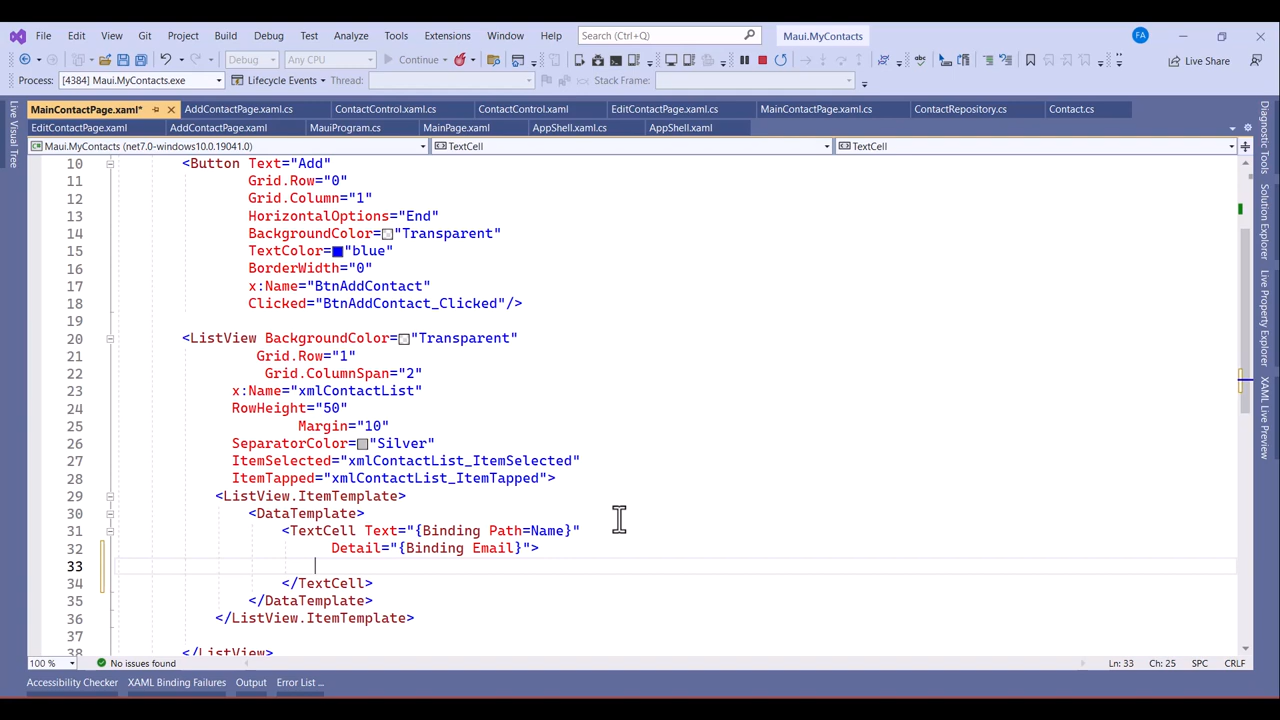 File Edit View Git Project Build Debug Test Analyze Tools Extensions Window Help Search (Ctrl+Q) Maui.MyContacts FA
Debug Any CPU Continue Live Share
Process: [4384] Maui.MyContacts.exe Lifecycle Events Thread: Stack Frame:
MainContactPage.xaml* AddContactPage.xaml.cs ContactControl.xaml.cs ContactControl.xaml EditContactPage.xaml.cs MainContactPage.xaml.cs ContactRepository.cs Contact.cs
EditContactPage.xaml AddContactPage.xaml MauiProgram.cs MainPage.xaml AppShell.xaml.cs AppShell.xaml
Maui.MyContacts (net7.0-windows10.0.19041.0) TextCell TextCell
Live Visual Tree
10 <Button Text="Add"
11 Grid.Row="0"
12 Grid.Column="1"
13 HorizontalOptions="End"
14 BackgroundColor="Transparent"
15 TextColor="blue"
16 BorderWidth="0"
17 x:Name="BtnAddContact"
18 Clicked="BtnAddContact_Clicked"/>
19
20 <ListView BackgroundColor="Transparent"
21 Grid.Row="1"
22 Grid.ColumnSpan="2"
23 x:Name="xmlContactList"
24 RowHeight="50"
25 Margin="10"
26 SeparatorColor="Silver"
27 ItemSelected="xmlContactList_ItemSelected"
28 ItemTapped="xmlContactList_ItemTapped">
29 <ListView.ItemTemplate>
30 <DataTemplate>
31 <TextCell Text="{Binding Path=Name}"
32 Detail="{Binding Email}">
33
34 </TextCell>
35 </DataTemplate>
36 </ListView.ItemTemplate>
37
38 </ListView>
Diagnostic Tools
Solution Explorer
Live Property Explorer
XAML Live Preview
100 % No issues found Ln: 33 Ch: 25 SPC CRLF
Accessibility Checker XAML Binding Failures Output Error List ...